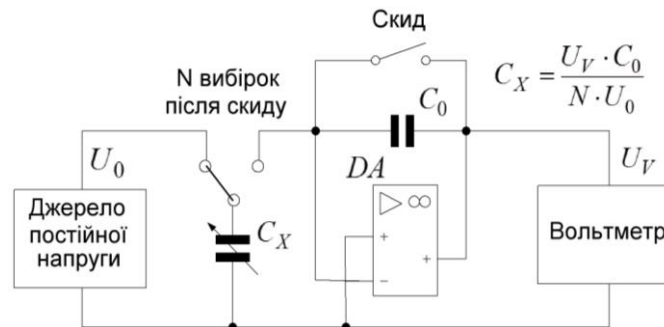 Скид
N вибірок
після скиду
C_X = U_V · C_0 / N · U_0
C_0
U_0
DA
U_V
▷ ∞
Джерело
постійної
напруги
C_X
+
+
−
Вольтметр